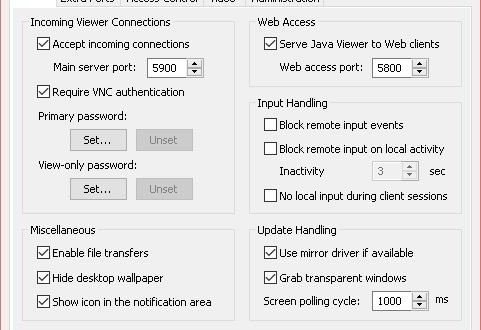 Extra Ports Access Control Administration
Incoming Viewer Connections
Accept incoming connections
Main server port: 5900
Require VNC authentication
Primary password:
Set... Unset
View-only password:
Set... Unset
Miscellaneous
Enable file transfers
Hide desktop wallpaper
Show icon in the notification area
Web Access
Serve Java Viewer to Web clients
Web access port: 5800
Input Handling
Block remote input events
Block remote input on local activity
Inactivity 3 sec
No local input during client sessions
Update Handling
Use mirror driver if available
Grab transparent windows
Screen polling cycle: 1000 ms